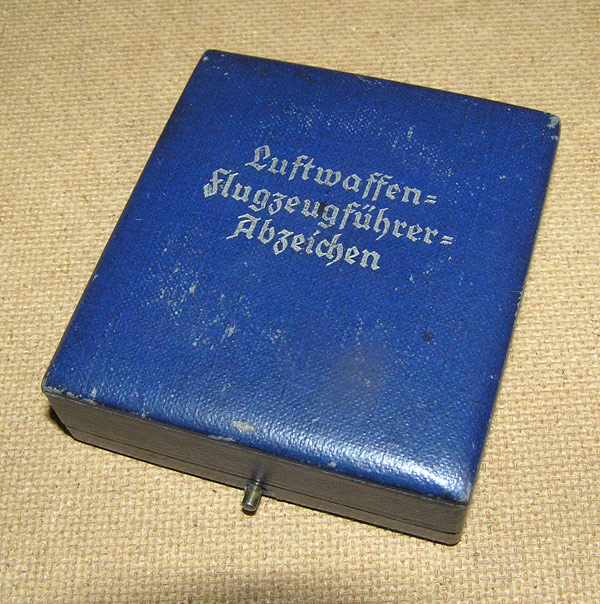 Luftwaffen=
Flugzeugführer=
Abzeichen